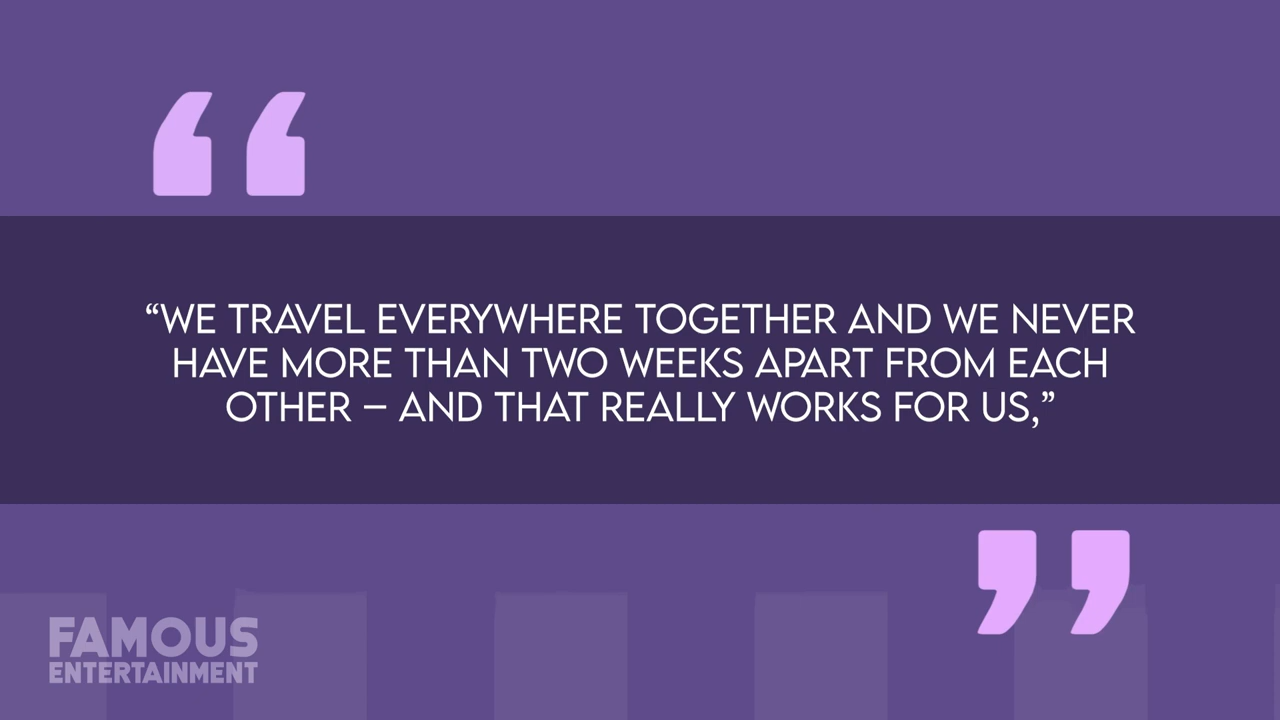 “WE TRAVEL EVERYWHERE TOGETHER AND WE NEVER
HAVE MORE THAN TWO WEEKS APART FROM EACH
OTHER – AND THAT REALLY WORKS FOR US,”
FAMOUS
ENTERTAINMENT